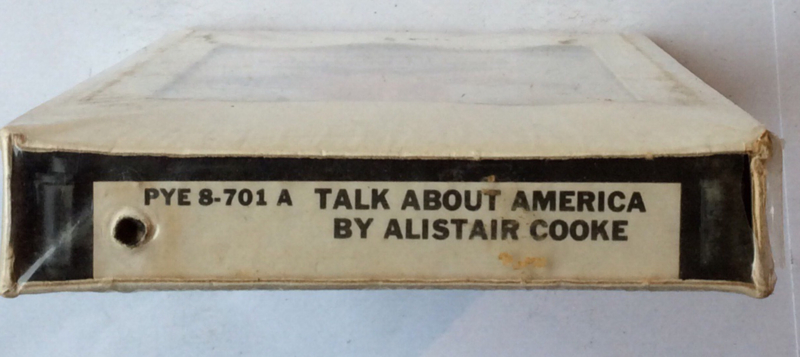 PYE 8-701 A TALK ABOUT AMERICA
BY ALISTAIR COOKE